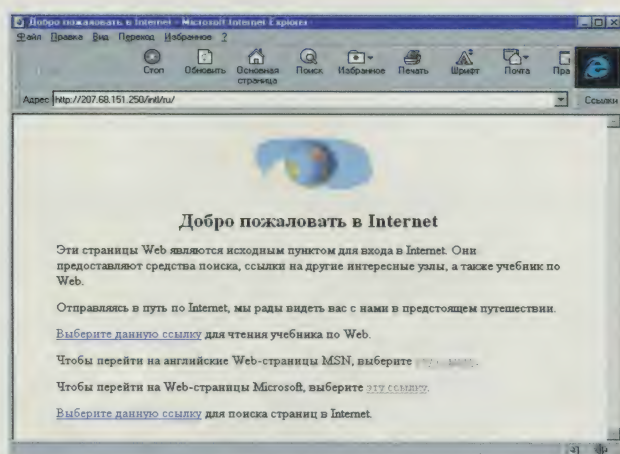 Добро пожаловать в Internet - Microsoft Internet Explorer
Файл Правка Вид Переход Избранное ?
Стоп Обновить Основная страница Поиск Избранное Печать Шрифт Почта Пра
Адрес http://207.68.151.250/intl/ru/ Ссылки
Добро пожаловать в Internet
Эти страницы Web являются исходным пунктом для входа в Internet. Они
предоставляют средства поиска, ссылки на другие интересные узлы, а также учебник по
Web.
Отправляясь в путь по Internet, мы рады видеть вас с нами в предстоящем путешествии.
Выберите данную ссылку для чтения учебника по Web.
Чтобы перейти на английские Web-страницы MSN, выберите
Чтобы перейти на Web-страницы Microsoft, выберите эту ссылку.
Выберите данную ссылку для поиска страниц в Internet.